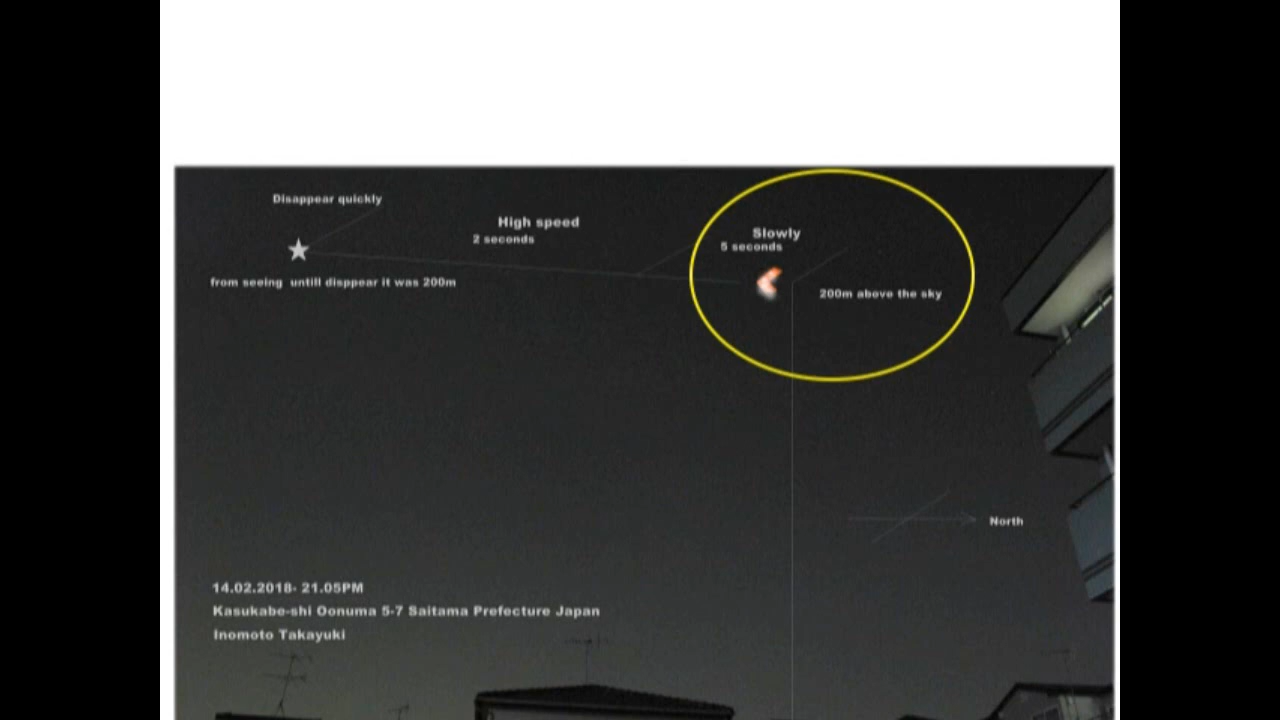 Disappear quickly
High speed
2 seconds
Slowly
5 seconds
from seeing untill disppear it was 200m
200m above the sky
North
14.02.2018- 21.05PM
Kasukabe-shi Oonuma 5-7 Saitama Prefecture Japan
Inomoto Takayuki